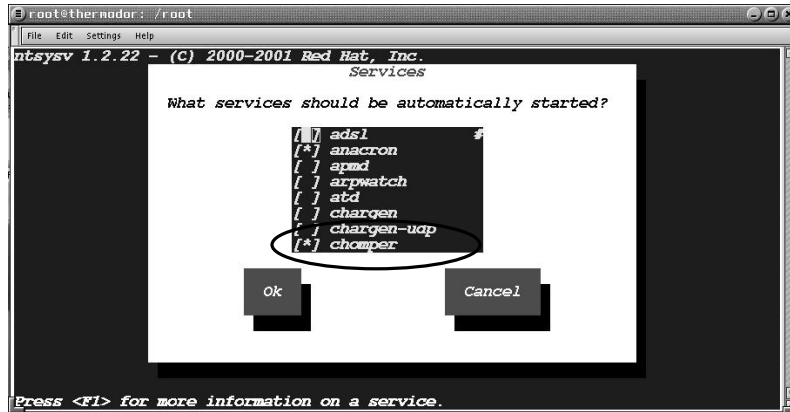 root@thermador: /root
File Edit Settings Help
ntsysv 1.2.22 - (C) 2000-2001 Red Hat, Inc.
Services
What services should be automatically started?
[ ] adsl #
[*] anacron
[ ] apmd
[ ] arpwatch
[ ] atd
[ ] chargen
[ ] chargen-udp
[*] chomper
Ok Cancel
Press <F1> for more information on a service.